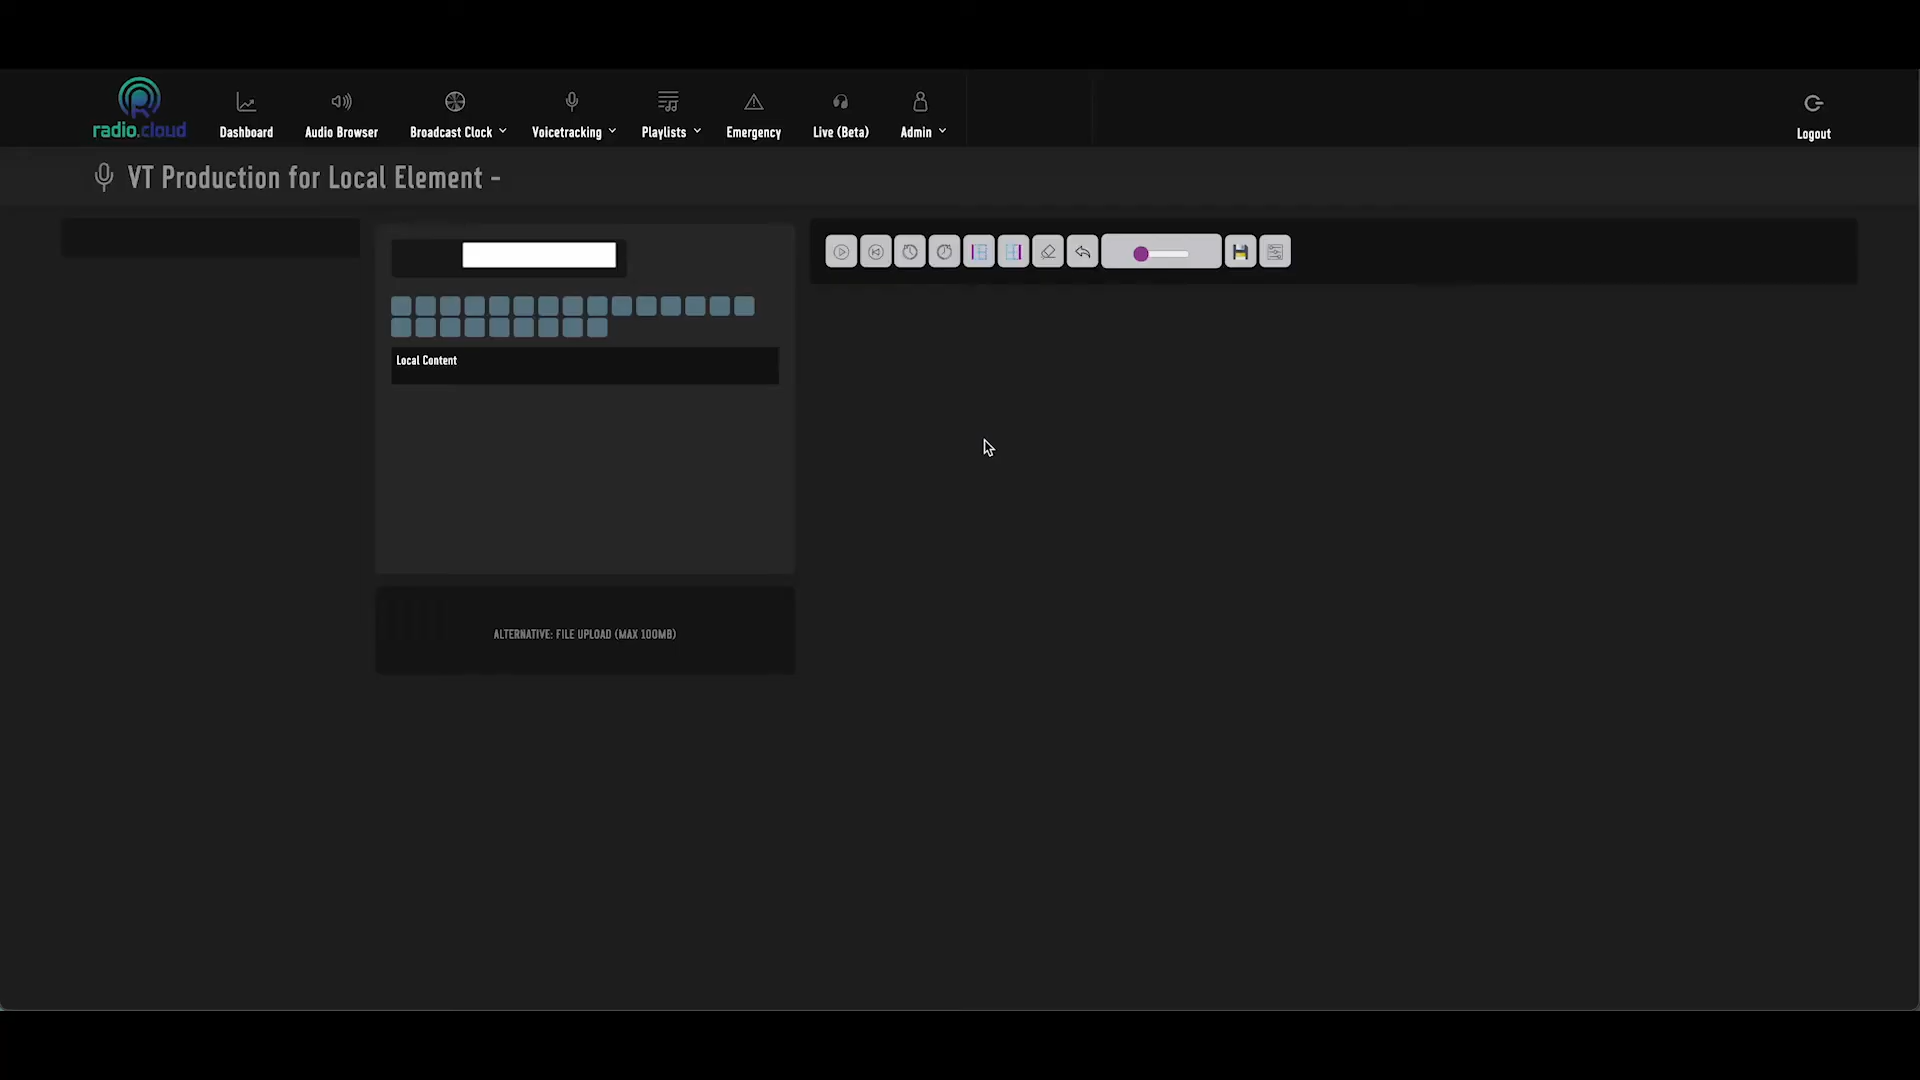 radio.cloud
Dashboard
Audio Browser
Broadcast Clock
Voicetracking
Playlists
Emergency
Live (Beta)
Admin
Logout
VT Production for Local Element -
Local Content
ALTERNATIVE: FILE UPLOAD (MAX 100MB)